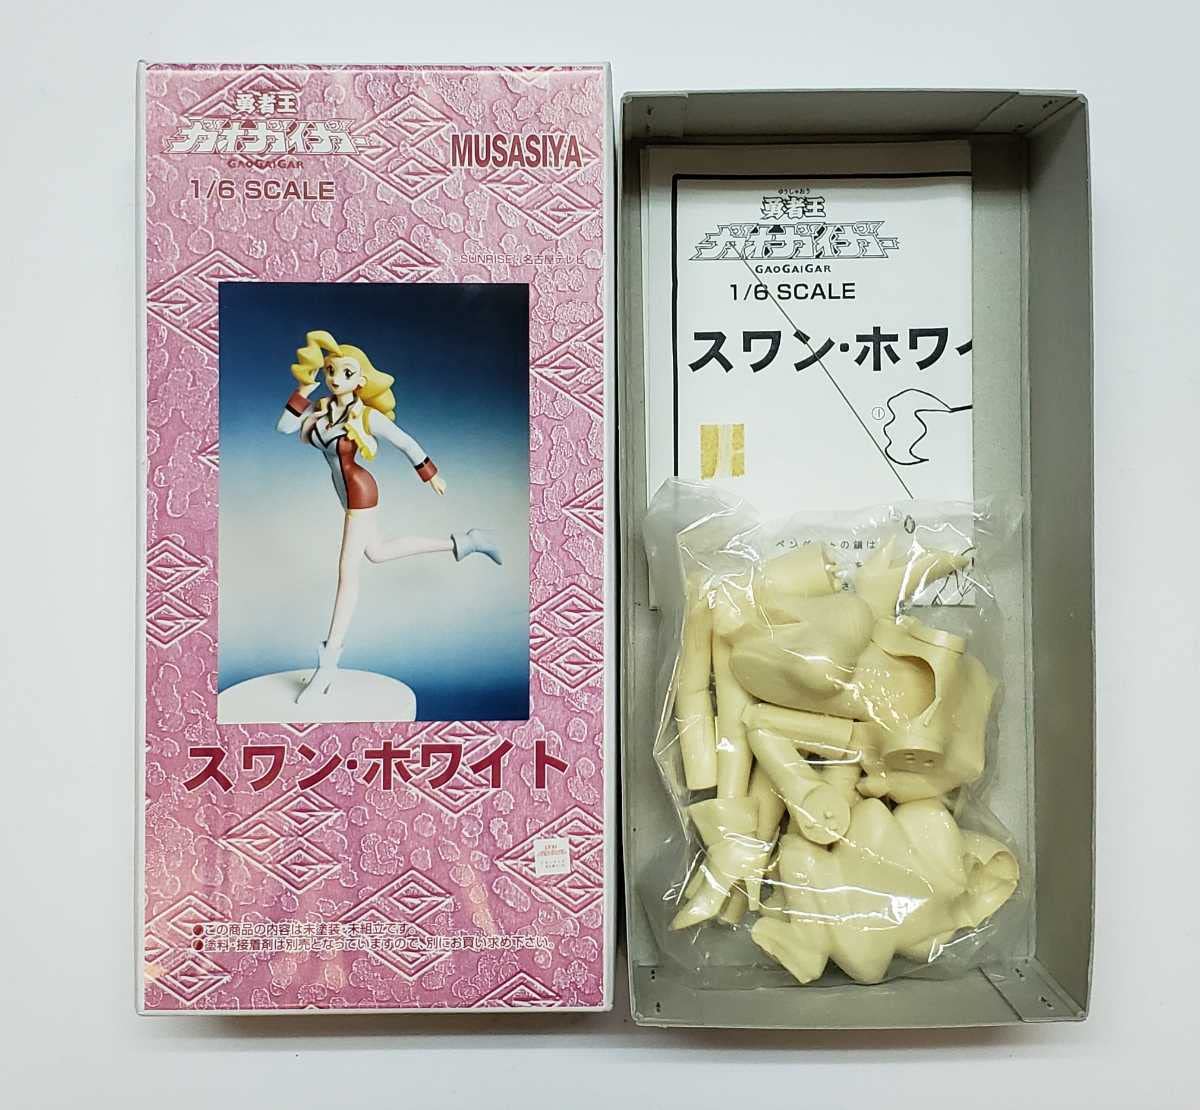 勇者王
ガオガイガー
GAOGAIGAR
1/6 SCALE
MUSASIYA
SUNRISE・名古屋テレビ
スワン・ホワイト
●この商品の内容は未塗装・未組立です。
●塗料・接着剤は別売となっていますので、別にお買い求め下さい。
ゆうしゃおう
勇者王
ガオガイガー
GAOGAIGAR
1/6 SCALE
スワン・ホワイ
①
の鎖は